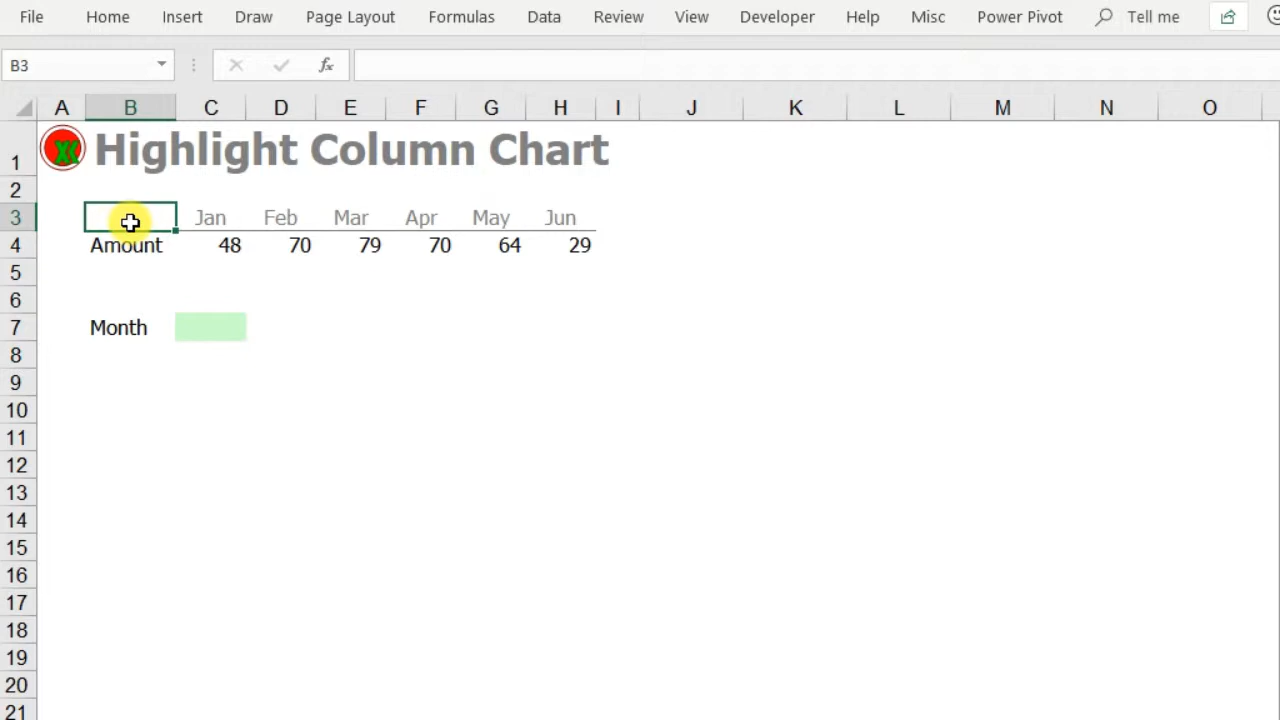 File Home Insert Draw Page Layout Formulas Data Review View Developer Help Misc Power Pivot Tell me
B3 fx
A B C D E F G H I J K L M N O
1 Highlight Column Chart
2
3 Jan Feb Mar Apr May Jun
4 Amount 48 70 79 70 64 29
5
6
7 Month
8
9
10
11
12
13
14
15
16
17
18
19
20
21